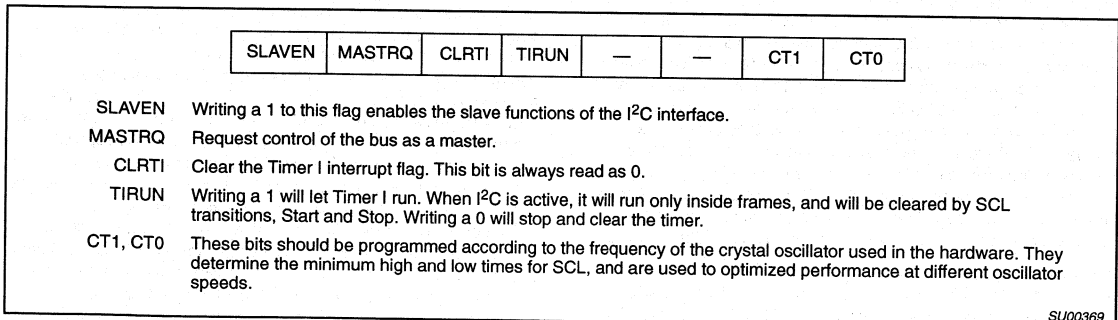 SLAVEN MASTRQ CLRTI TIRUN — — CT1 CT0
SLAVEN Writing a 1 to this flag enables the slave functions of the I2C interface.
MASTRQ Request control of the bus as a master.
CLRTI Clear the Timer I interrupt flag. This bit is always read as 0.
TIRUN Writing a 1 will let Timer I run. When I2C is active, it will run only inside frames, and will be cleared by SCL
transitions, Start and Stop. Writing a 0 will stop and clear the timer.
CT1, CT0 These bits should be programmed according to the frequency of the crystal oscillator used in the hardware. They
determine the minimum high and low times for SCL, and are used to optimized performance at different oscillator
speeds.
SU00369